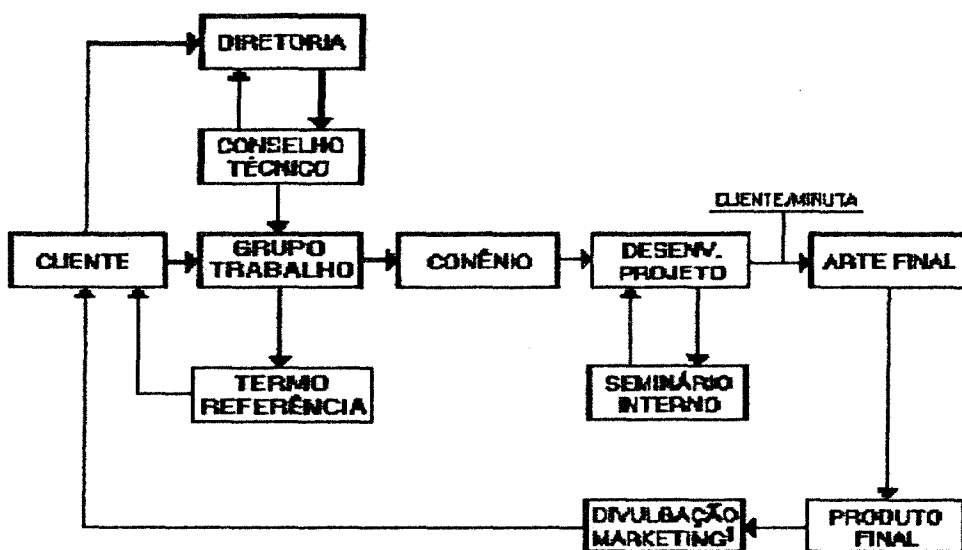 DIRETORIA
CONSELHO
TÉCNICO
CLIENTE/MINUTA
CLIENTE
GRUPO
TRABALHO
CONÊNIO
DESENV.
PROJETO
ARTE FINAL
TERMO
REFERÊNCIA
SEMINÁRIO
INTERNO
DIVULGAÇÃO
MARKETING¹
PRODUTO
FINAL